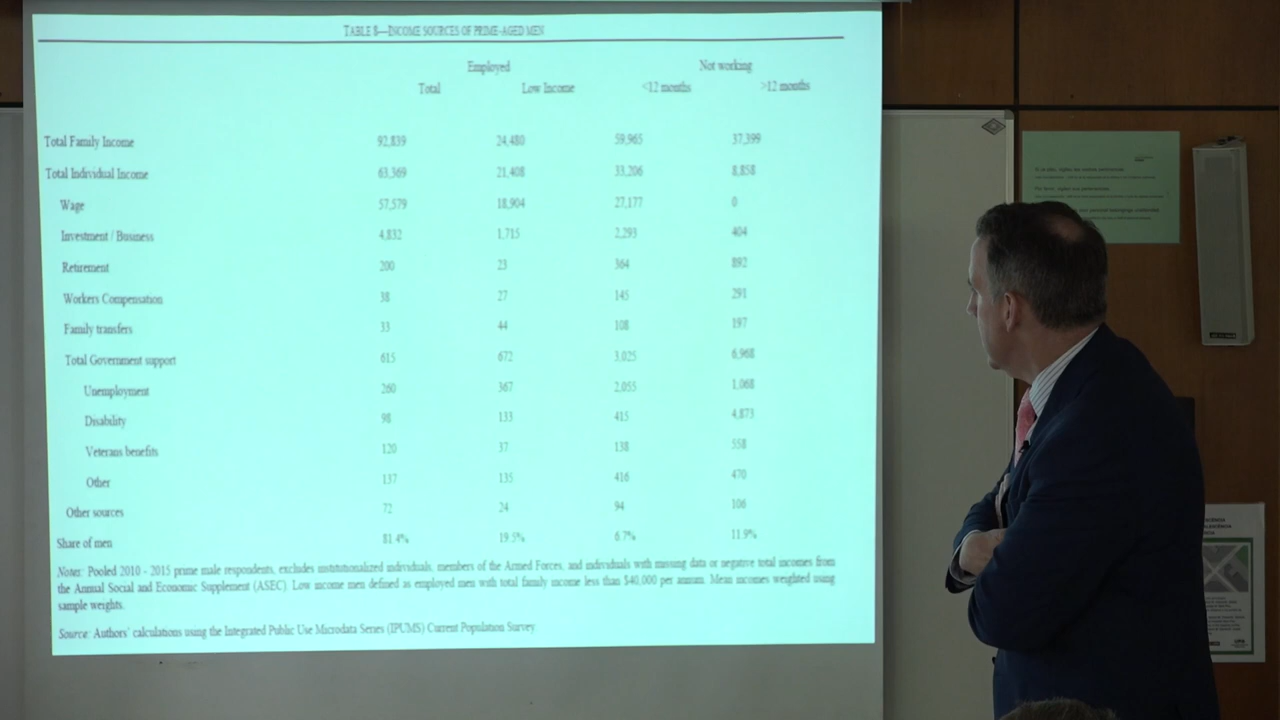 TABLE 8—INCOME SOURCES OF PRIME-AGED MEN
Employed Not working
Total Low Income <12 months >12 months
Total Family Income 92,839 24,480 59,965 37,399
Total Individual Income 63,369 21,408 33,206 8,858
Wage 57,579 18,904 27,177 0
Investment / Business 4,832 1,715 2,293 404
Retirement 200 23 364 892
Workers Compensation 38 27 145 291
Family transfers 33 44 108 197
Total Government support 615 672 3,025 6,968
Unemployment 260 367 2,055 1,068
Disability 98 133 415 4,873
Veterans benefits 120 37 138 558
Other 137 135 416 470
Other sources 72 24 94 106
Share of men 81.4% 19.5% 6.7% 11.9%
Notes: Pooled 2010 - 2015 prime male respondents, excludes institutionalized individuals, members of the Armed Forces, and individuals with missing data or negative total incomes from
the Annual Social and Economic Supplement (ASEC). Low income men defined as employed men with total family income less than $40,000 per annum. Mean incomes weighted using
sample weights.
Source: Authors' calculations using the Integrated Public Use Microdata Series (IPUMS) Current Population Survey